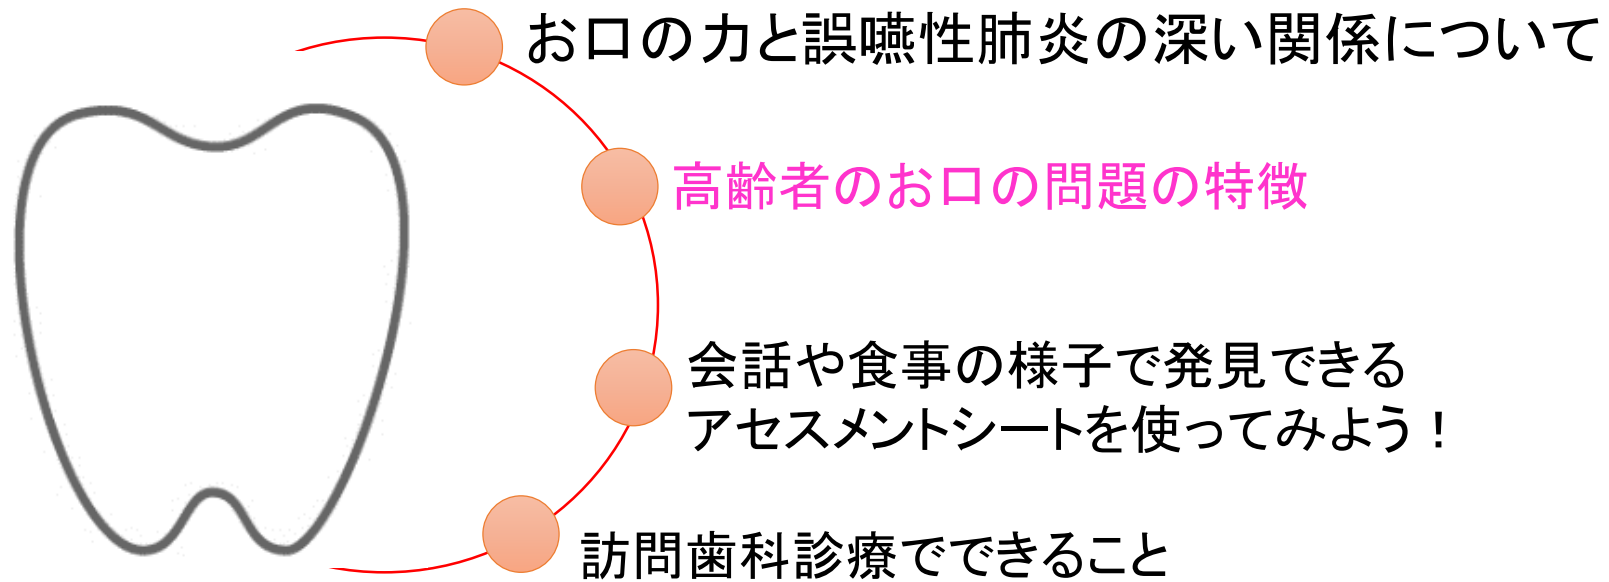 お口の力と誤嚥性肺炎の深い関係について
高齢者のお口の問題の特徴
会話や食事の様子で発見できる
アセスメントシートを使ってみよう！
訪問歯科診療でできること